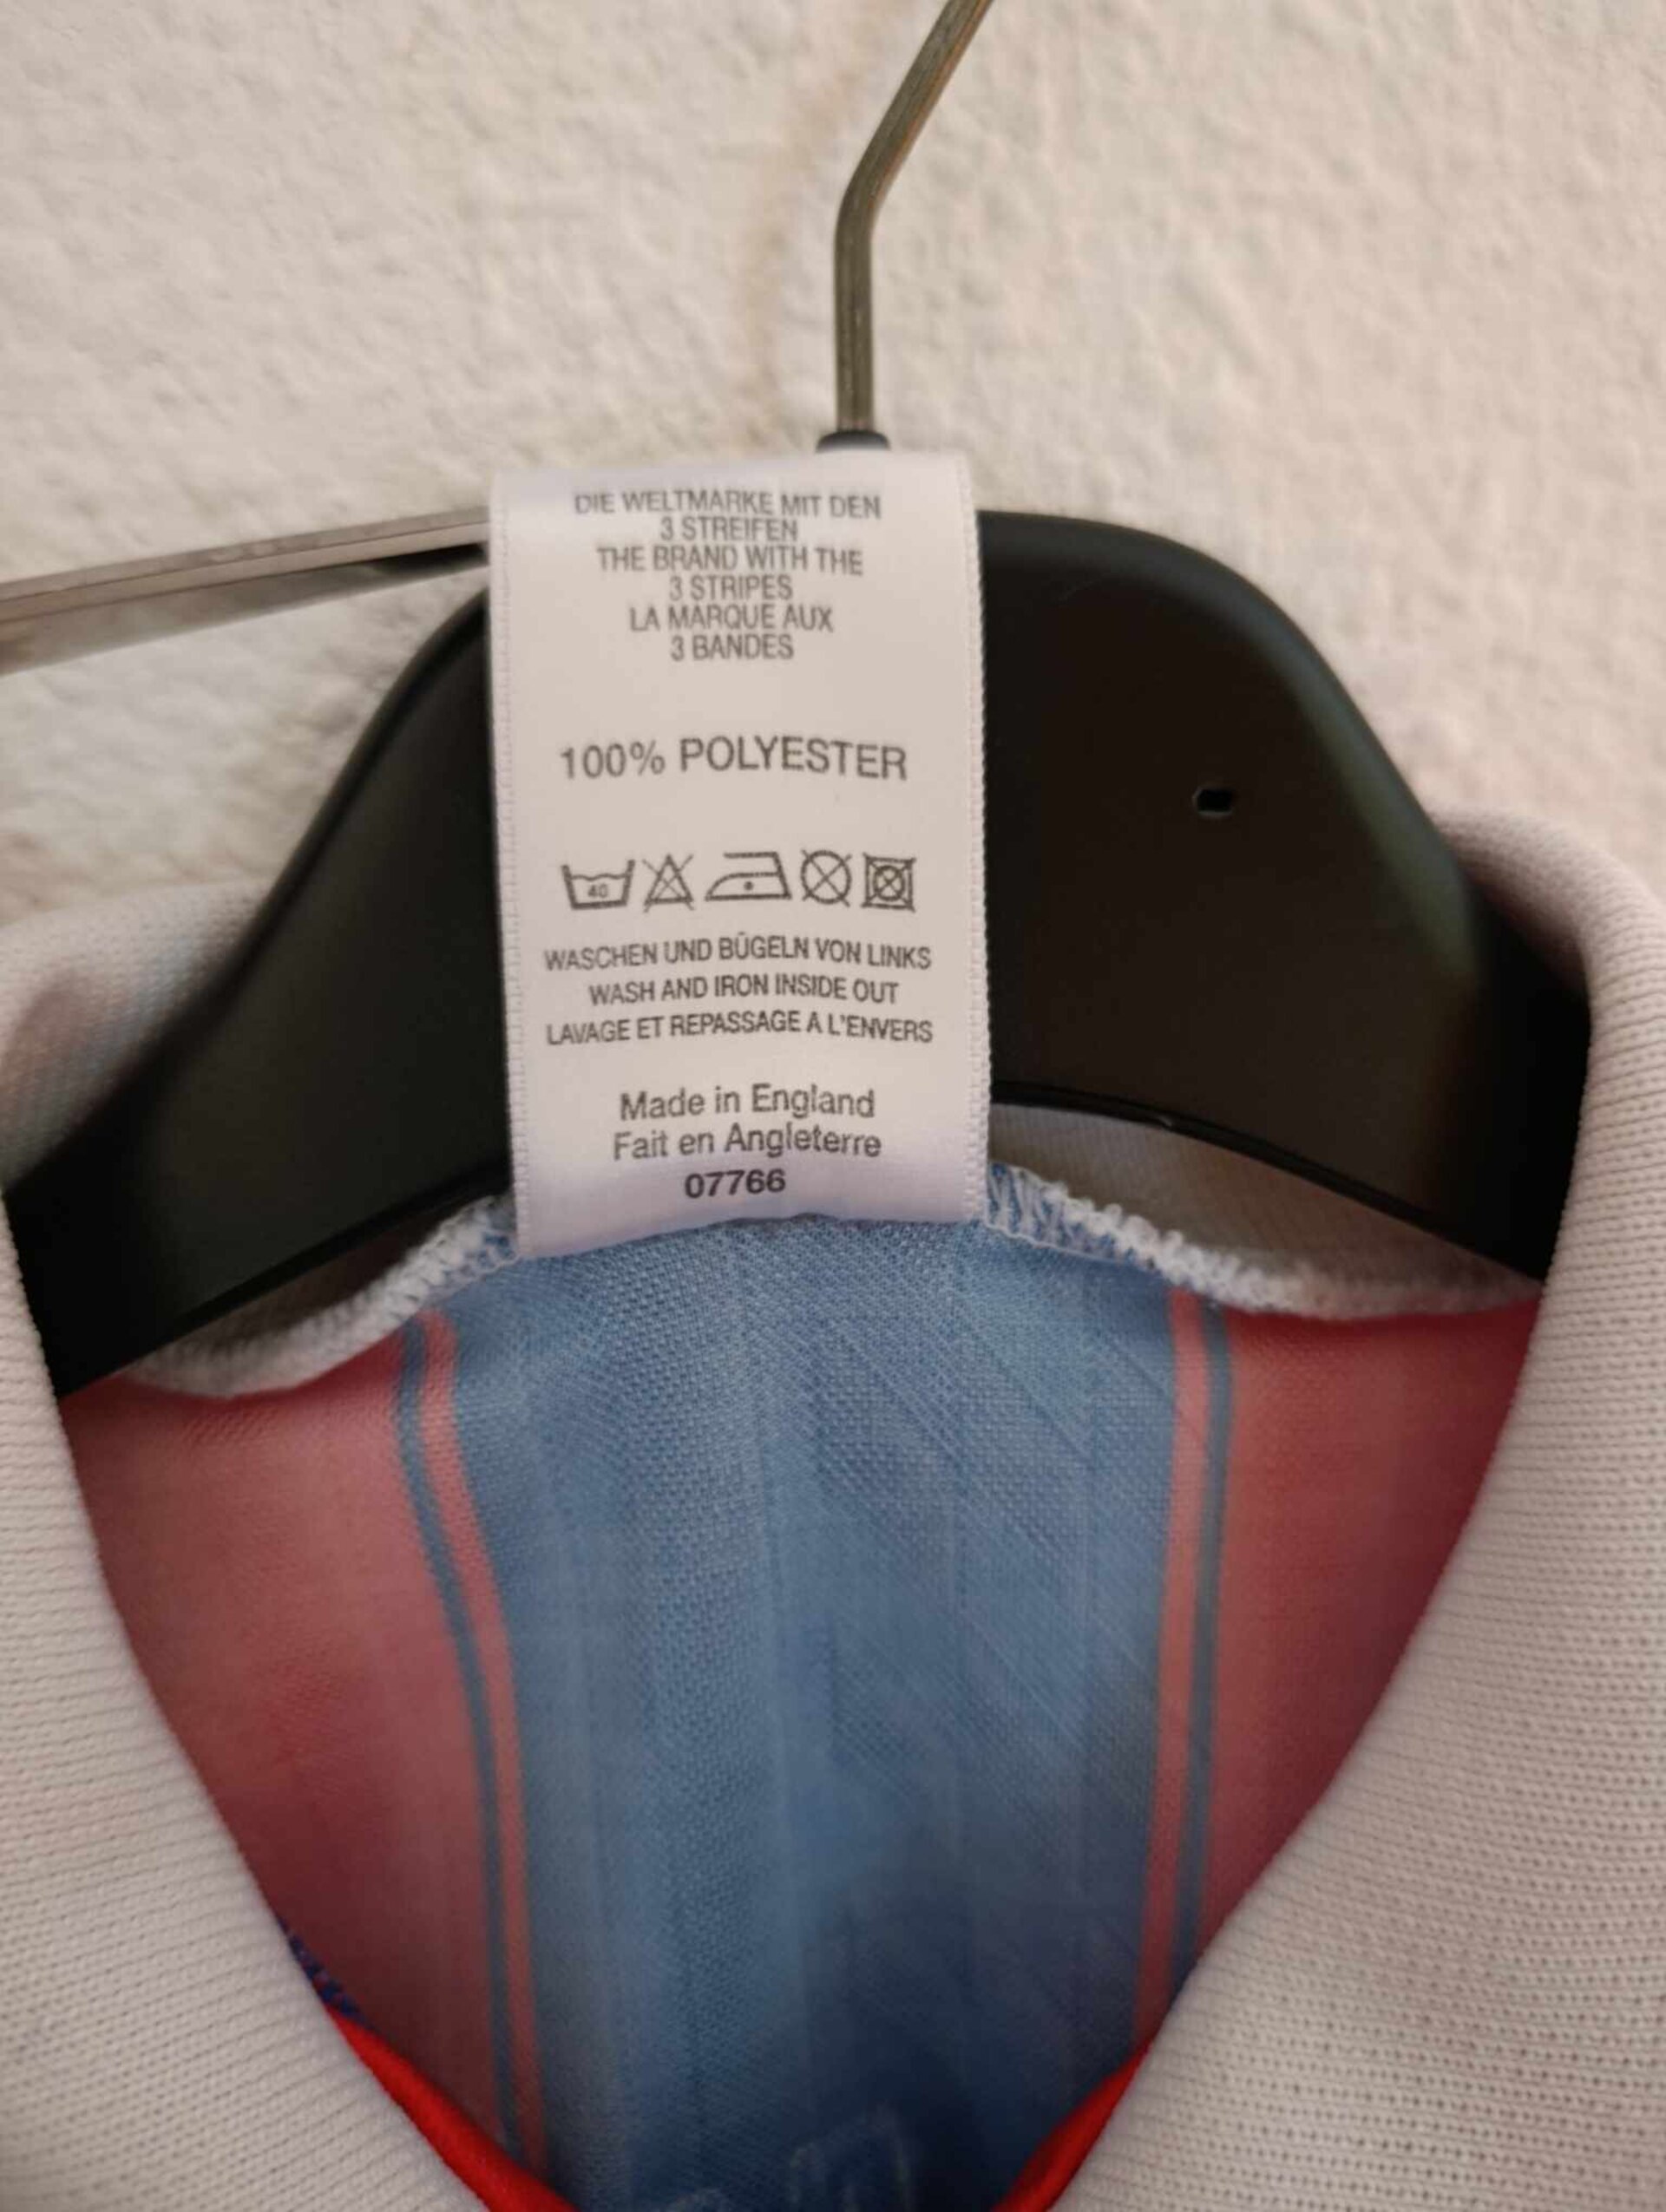 DIE WELTMARKE MIT DEN
3 STREIFEN
THE BRAND WITH THE
3 STRIPES
LA MARQUE AUX
3 BANDES
100% POLYESTER
40
WASCHEN UND BÜGELN VON LINKS
WASH AND IRON INSIDE OUT
LAVAGE ET REPASSAGE A L'ENVERS
Made in England
Fait en Angleterre
07766